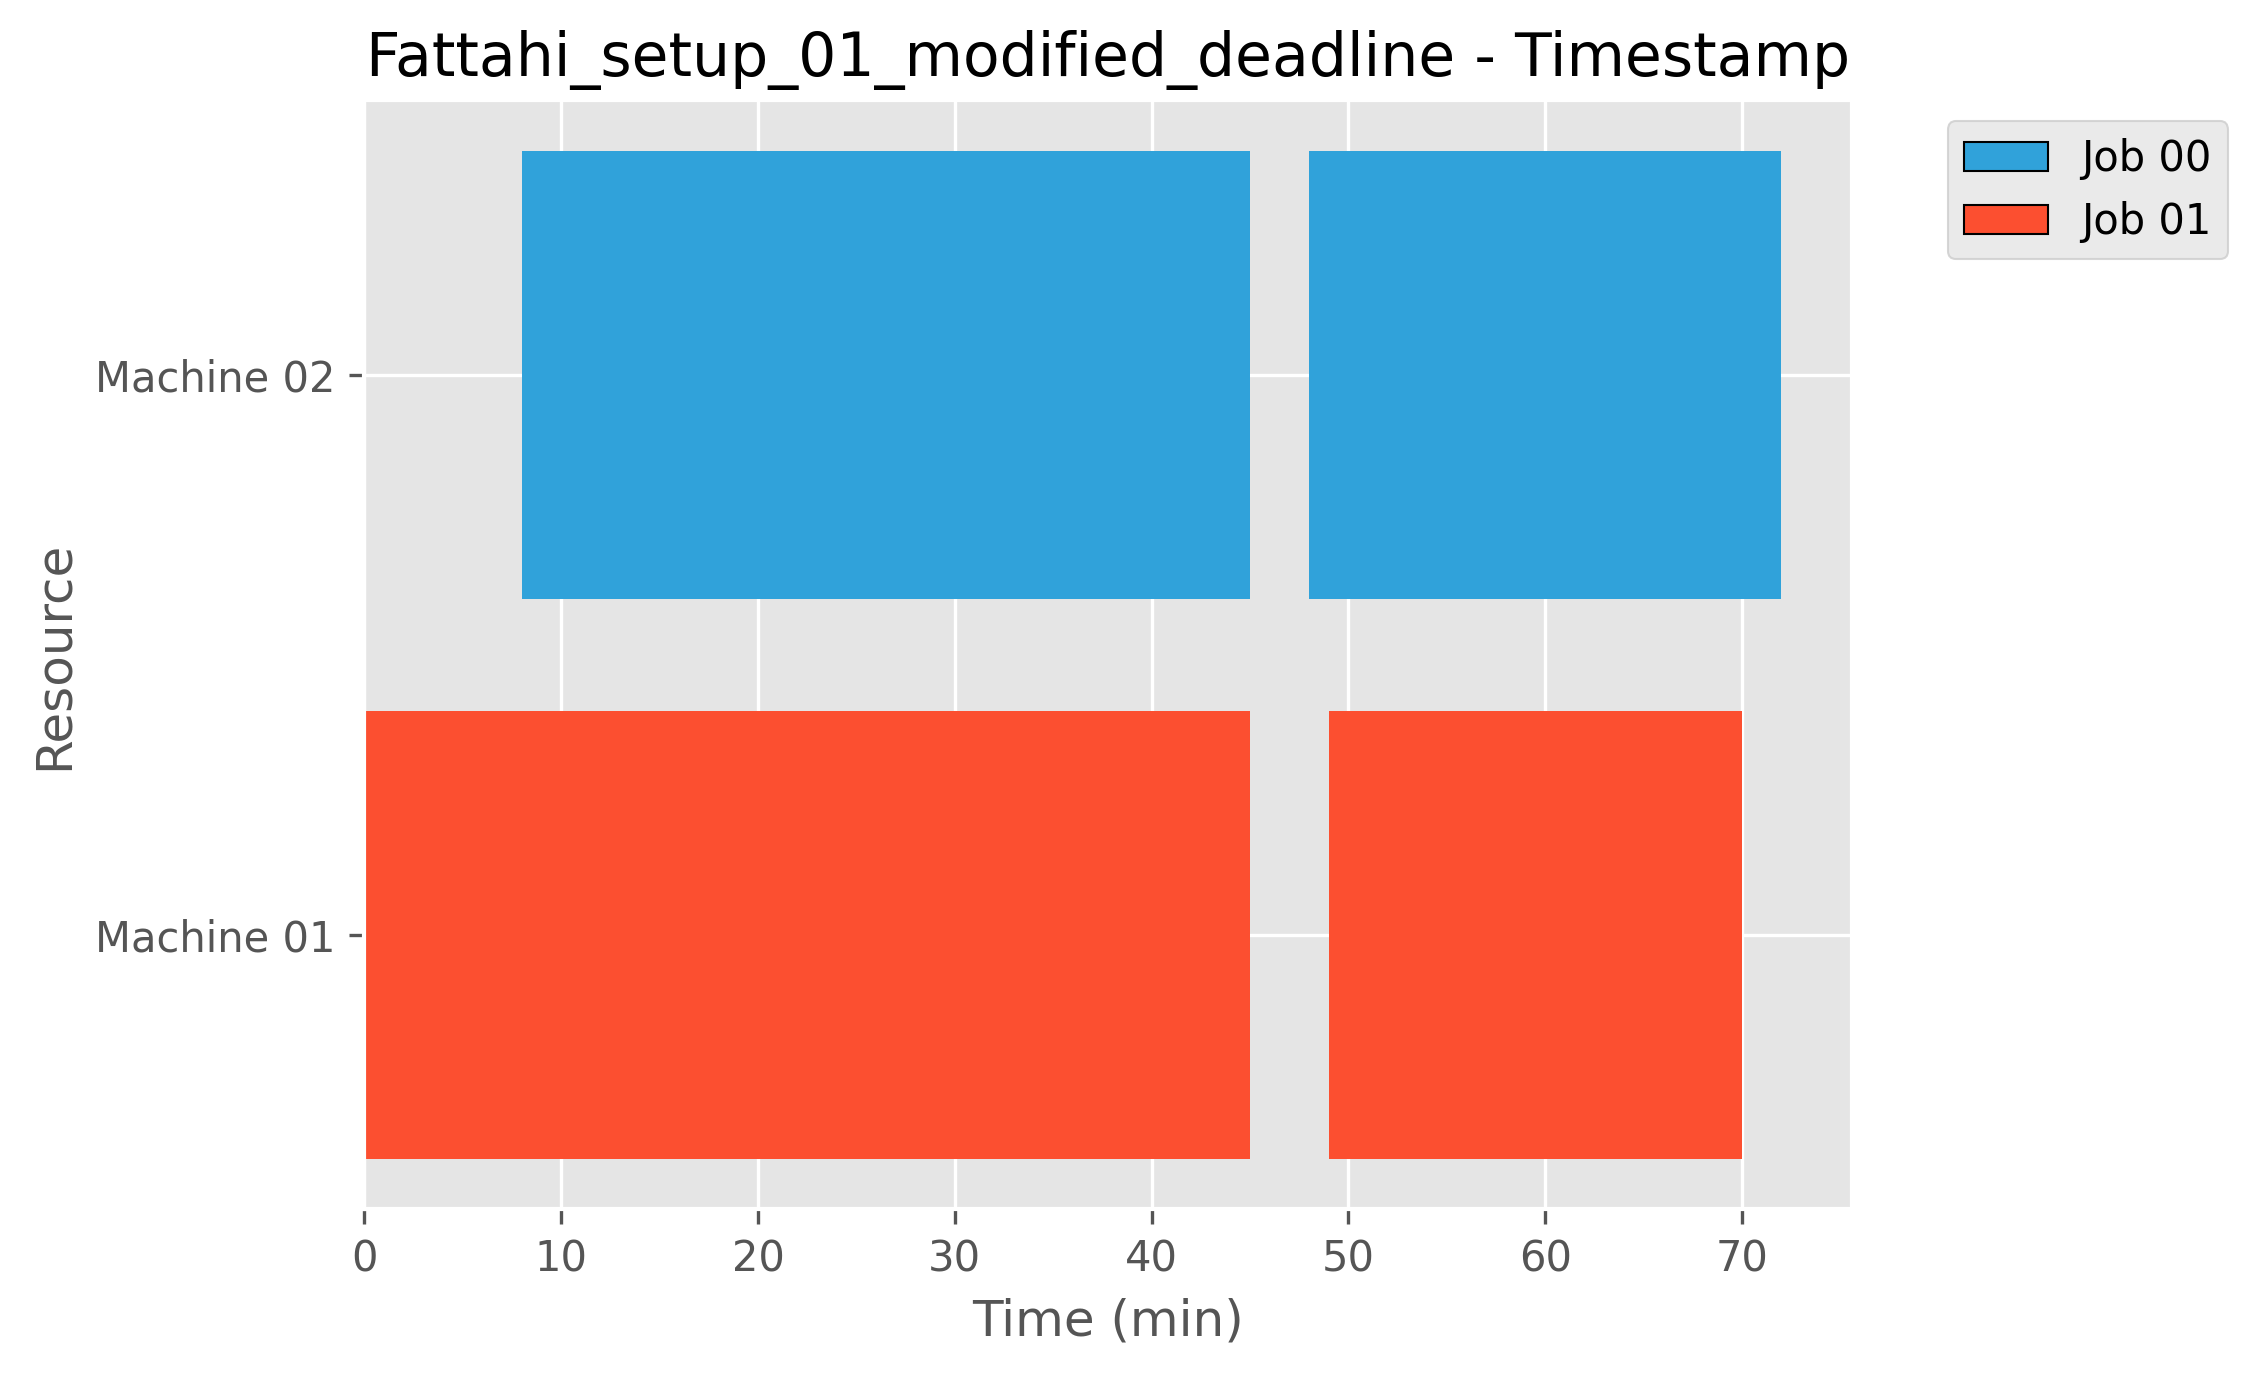 Fattahi_setup_01_modified_deadline - Timestamp
Job 00
Job 01
Machine 02
Machine 01
Resource
0 10 20 30 40 50 60 70
Time (min)